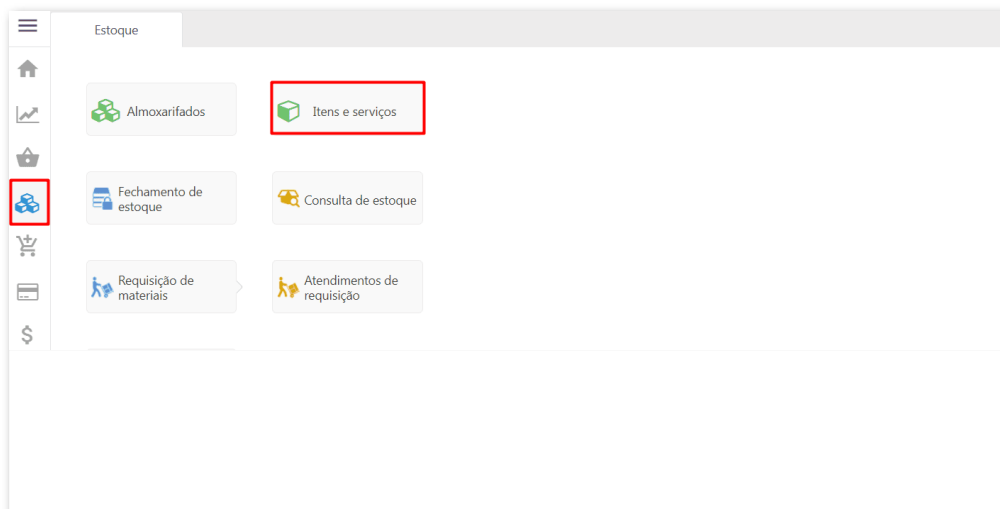 Estoque
Almoxarifados
Itens e serviços
Fechamento de
estoque
Consulta de estoque
Requisição de
materiais
Atendimentos de
requisição